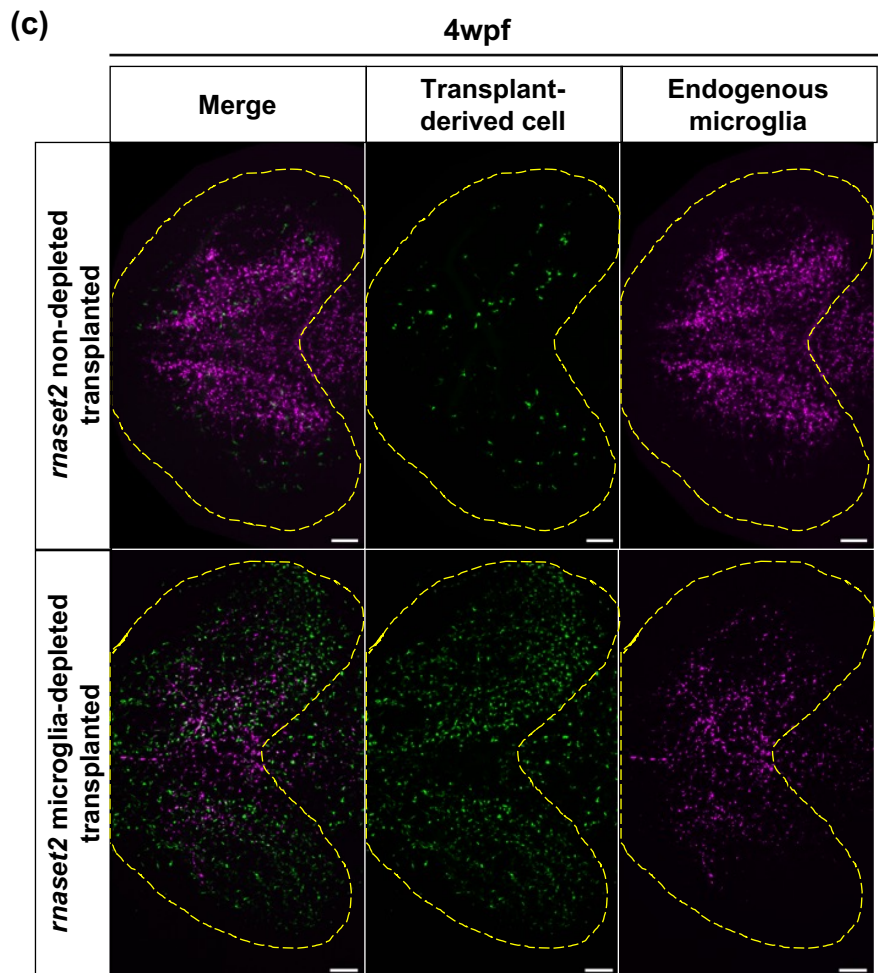 (c)
4wpf
Merge
Transplant-
derived cell
Endogenous
microglia
rnaset2 non-depleted
transplanted
rnaset2 microglia-depleted
transplanted